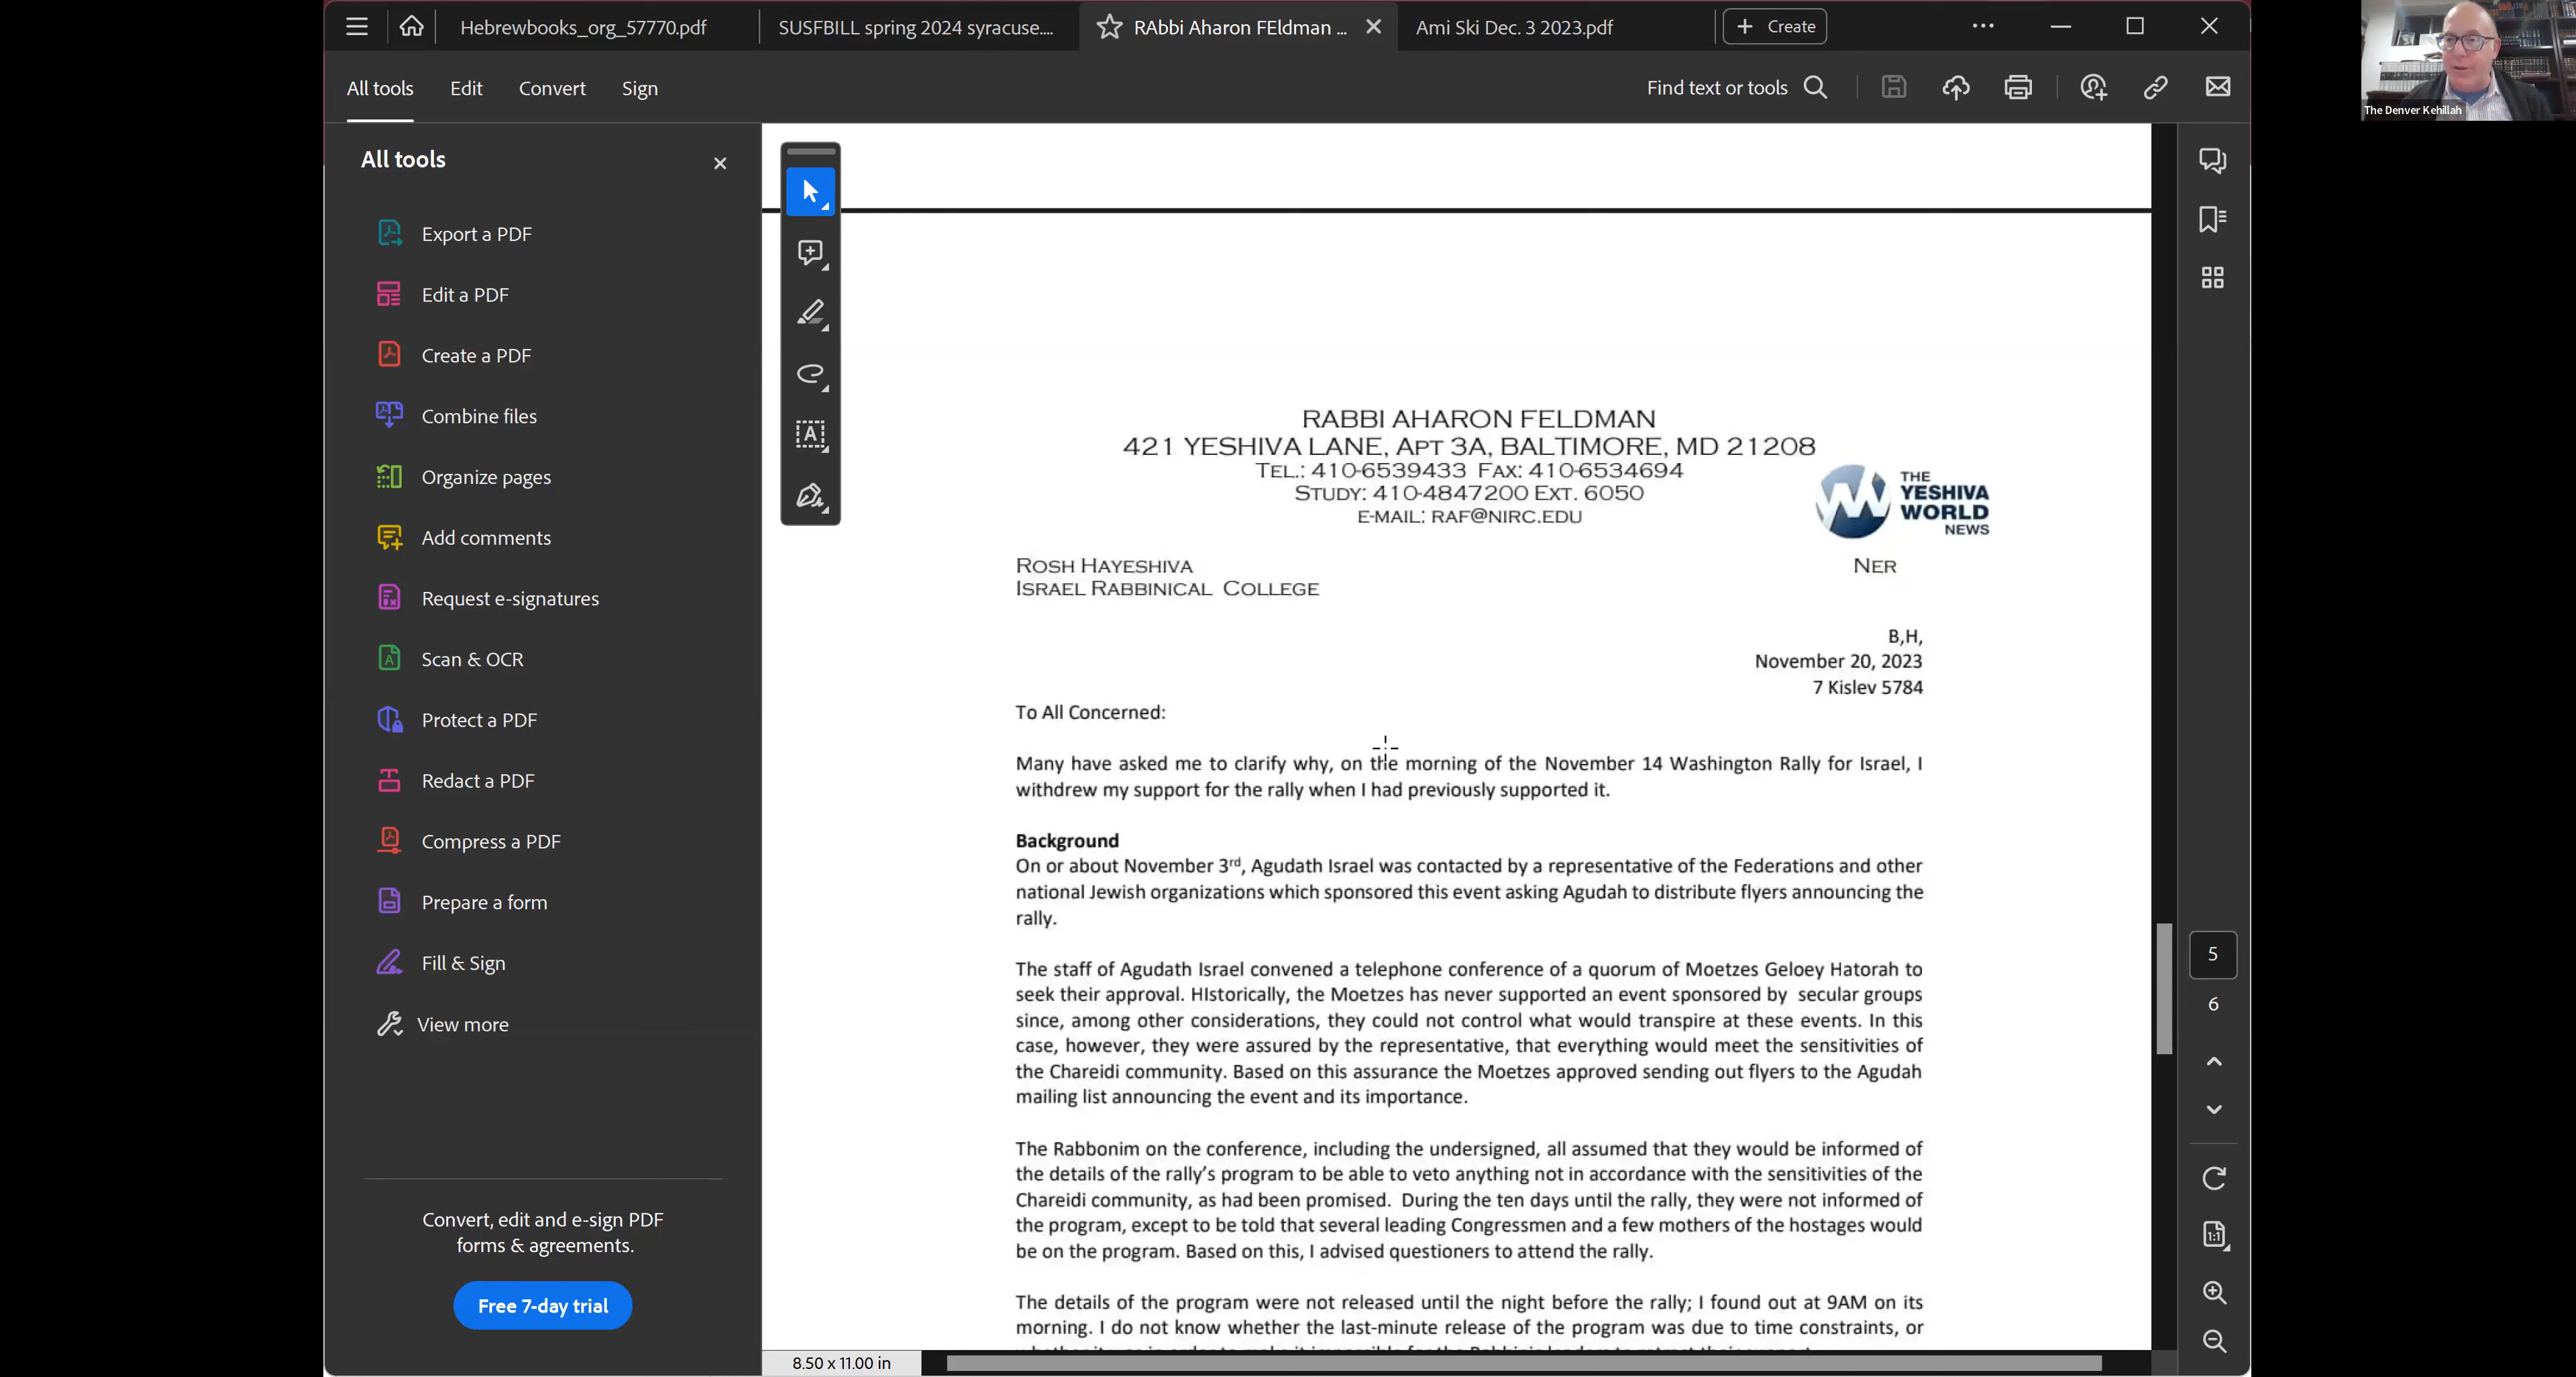 Hebrewbooks_org_57770.pdf
SUSFBILL spring 2024 syracuse....
RAbbi Aharon FEldman ...
Ami Ski Dec. 3 2023.pdf
Create
All tools
Edit
Convert
Sign
Find text or tools
The Denver Kehillah
All tools
Export a PDF
Edit a PDF
Create a PDF
Combine files
Organize pages
Add comments
Request e-signatures
Scan & OCR
Protect a PDF
Redact a PDF
Compress a PDF
Prepare a form
Fill & Sign
View more
Convert, edit and e-sign PDF
forms & agreements.
Free 7-day trial
RABBI AHARON FELDMAN
421 YESHIVA LANE, APT 3A, BALTIMORE, MD 21208
TEL.: 410-6539433 FAX: 410-6534694
STUDY: 410-4847200 EXT. 6050
E-MAIL: RAF@NIRC.EDU
THE
YESHIVA
WORLD
NEWS
ROSH HAYESHIVA NER
ISRAEL RABBINICAL COLLEGE
B,H,
November 20, 2023
7 Kislev 5784
To All Concerned:
Many have asked me to clarify why, on the morning of the November 14 Washington Rally for Israel, I
withdrew my support for the rally when I had previously supported it.
Background
On or about November 3rd, Agudath Israel was contacted by a representative of the Federations and other
national Jewish organizations which sponsored this event asking Agudah to distribute flyers announcing the
rally.
The staff of Agudath Israel convened a telephone conference of a quorum of Moetzes Geloey Hatorah to
seek their approval. HIstorically, the Moetzes has never supported an event sponsored by secular groups
since, among other considerations, they could not control what would transpire at these events. In this
case, however, they were assured by the representative, that everything would meet the sensitivities of
the Chareidi community. Based on this assurance the Moetzes approved sending out flyers to the Agudah
mailing list announcing the event and its importance.
The Rabbonim on the conference, including the undersigned, all assumed that they would be informed of
the details of the rally's program to be able to veto anything not in accordance with the sensitivities of the
Chareidi community, as had been promised. During the ten days until the rally, they were not informed of
the program, except to be told that several leading Congressmen and a few mothers of the hostages would
be on the program. Based on this, I advised questioners to attend the rally.
The details of the program were not released until the night before the rally; I found out at 9AM on its
morning. I do not know whether the last-minute release of the program was due to time constraints, or
8.50 x 11.00 in
5
6
1:1